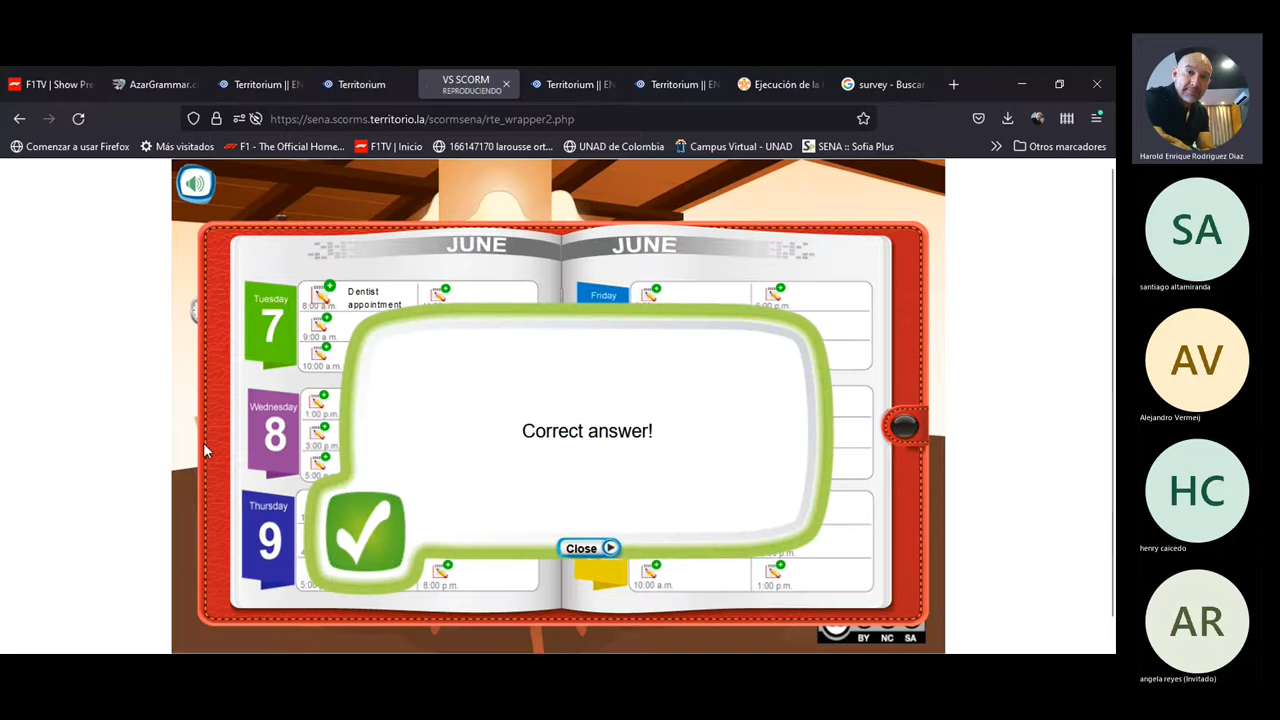 F1TV | Show Pre
AzarGrammar.c
Territorium || EN
Territorium
VS SCORM
REPRODUCIENDO
Territorium || EN
Territorium || EN
Ejecución de la
survey - Buscar
https://sena.scorms.territorio.la/scormsena/rte_wrapper2.php
Comenzar a usar Firefox
Más visitados
F1 - The Official Home...
F1TV | Inicio
166147170 larousse ort...
UNAD de Colombia
Campus Virtual - UNAD
SENA :: Sofia Plus
Otros marcadores
JUNE
JUNE
Tuesday
7
8:00 a.m.
Dentist
appointment
9:00 a.m.
10:00 a.m.
Friday
Wednesday
8
1:00 p.m.
3:00 p.m.
5:00 p.m.
Correct answer!
Close
Thursday
9
8:00 p.m.
10:00 a.m.
1:00 p.m.
BY NC SA
Harold Enrique Rodriguez Diaz
SA
santiago altamiranda
AV
Alejandro Vermeij
HC
henry caicedo
AR
angela reyes (Invitado)